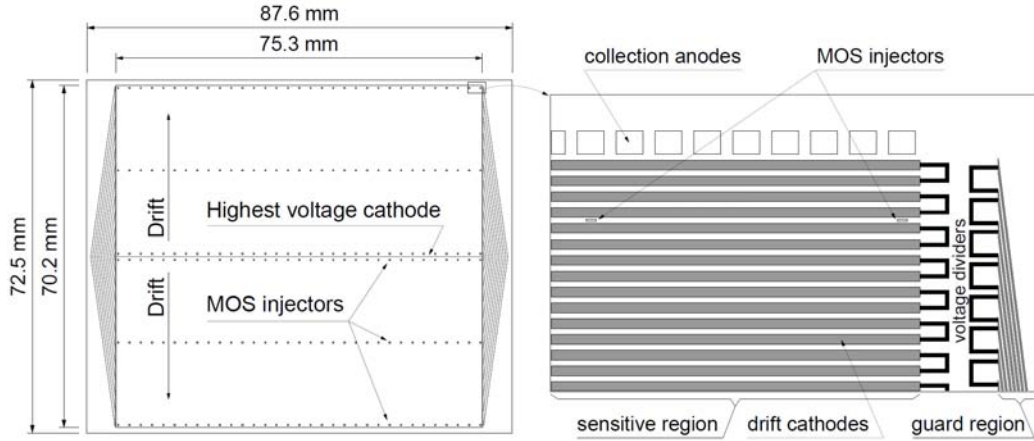 87.6 mm
75.3 mm
72.5 mm
70.2 mm
Drift
Highest voltage cathode
Drift
MOS injectors
collection anodes
MOS injectors
voltage dividers
sensitive region
drift cathodes
guard region